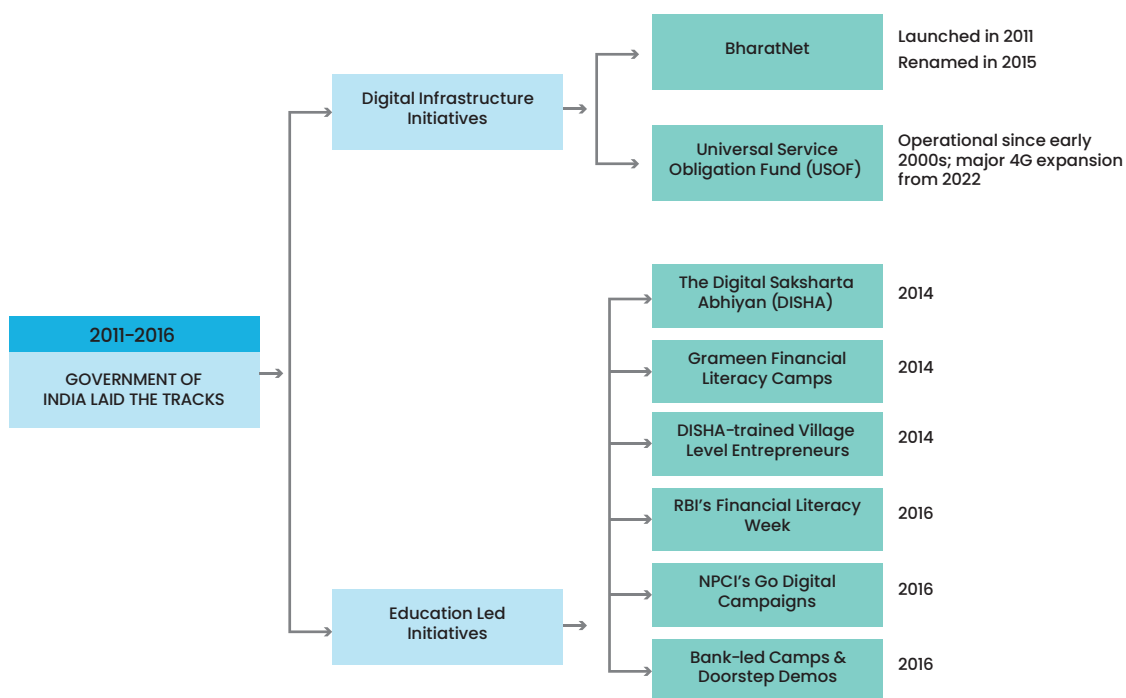 2011-2016
GOVERNMENT OF
INDIA LAID THE TRACKS
Digital Infrastructure
Initiatives
BharatNet
Launched in 2011
Renamed in 2015
Universal Service
Obligation Fund (USOF)
Operational since early
2000s; major 4G expansion
from 2022
Education Led
Initiatives
The Digital Saksharta
Abhiyan (DISHA)
2014
Grameen Financial
Literacy Camps
2014
DISHA-trained Village
Level Entrepreneurs
2014
RBI's Financial Literacy
Week
2016
NPCI's Go Digital
Campaigns
2016
Bank-led Camps &
Doorstep Demos
2016